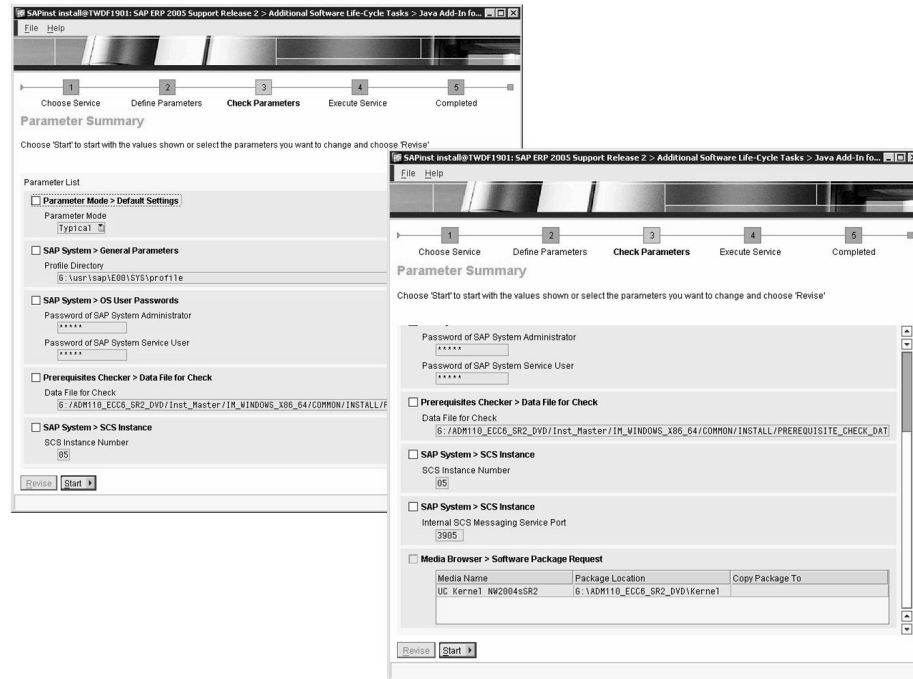 SAPinst install@TWDF1901: SAP ERP 2005 Support Release 2 > Additional Software Life-Cycle Tasks > Java Add-In fo...
File Help
1 2 3 4 5
Choose Service Define Parameters Check Parameters Execute Service Completed
Parameter Summary
Choose 'Start' to start with the values shown or select the parameters you want to change and choose 'Revise'
Parameter List
Parameter Mode > Default Settings
Parameter Mode
Typical
SAP System > General Parameters
Profile Directory
G:\usr\sap\E00\SYS\profile
SAP System > OS User Passwords
Password of SAP System Administrator
*****
Password of SAP System Service User
*****
Prerequisites Checker > Data File for Check
Data File for Check
G:/ADM110_ECC6_SR2_DVD/Inst_Master/IM_WINDOWS_X86_64/COMMON/INSTALL/
SAP System > SCS Instance
SCS Instance Number
05
Revise Start
SAPinst install@TWDF1901: SAP ERP 2005 Support Release 2 > Additional Software Life-Cycle Tasks > Java Add-In fo...
File Help
1 2 3 4 5
Choose Service Define Parameters Check Parameters Execute Service Completed
Parameter Summary
Choose 'Start' to start with the values shown or select the parameters you want to change and choose 'Revise'
Password of SAP System Administrator
*****
Password of SAP System Service User
*****
Prerequisites Checker > Data File for Check
Data File for Check
G:/ADM110_ECC6_SR2_DVD/Inst_Master/IM_WINDOWS_X86_64/COMMON/INSTALL/PREREQUISITE_CHECK_DAT
SAP System > SCS Instance
SCS Instance Number
05
SAP System > SCS Instance
Internal SCS Messaging Service Port
3905
Media Browser > Software Package Request
Media Name Package Location Copy Package To
UC Kernel NW2004sSR2 G:\ADM110_ECC6_SR2_DVD\Kernel
Revise Start